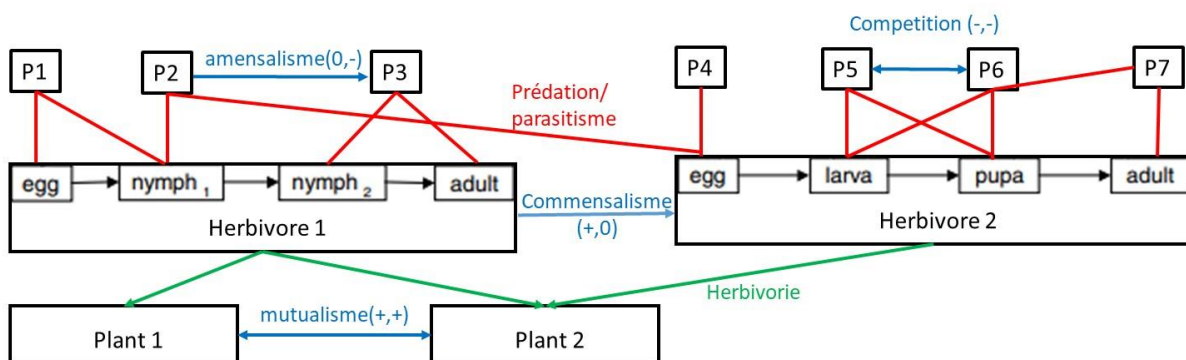 Competition (-,-)
amensalisme(0,-)
P1
P2
P3
P4
P5
P6
P7
Prédation/
parasitisme
egg
nymph 1
nymph 2
adult
egg
larva
pupa
adult
Commensalisme
(+,0)
Herbivore 1
Herbivore 2
Herbivorie
mutualisme(+,+)
Plant 1
Plant 2